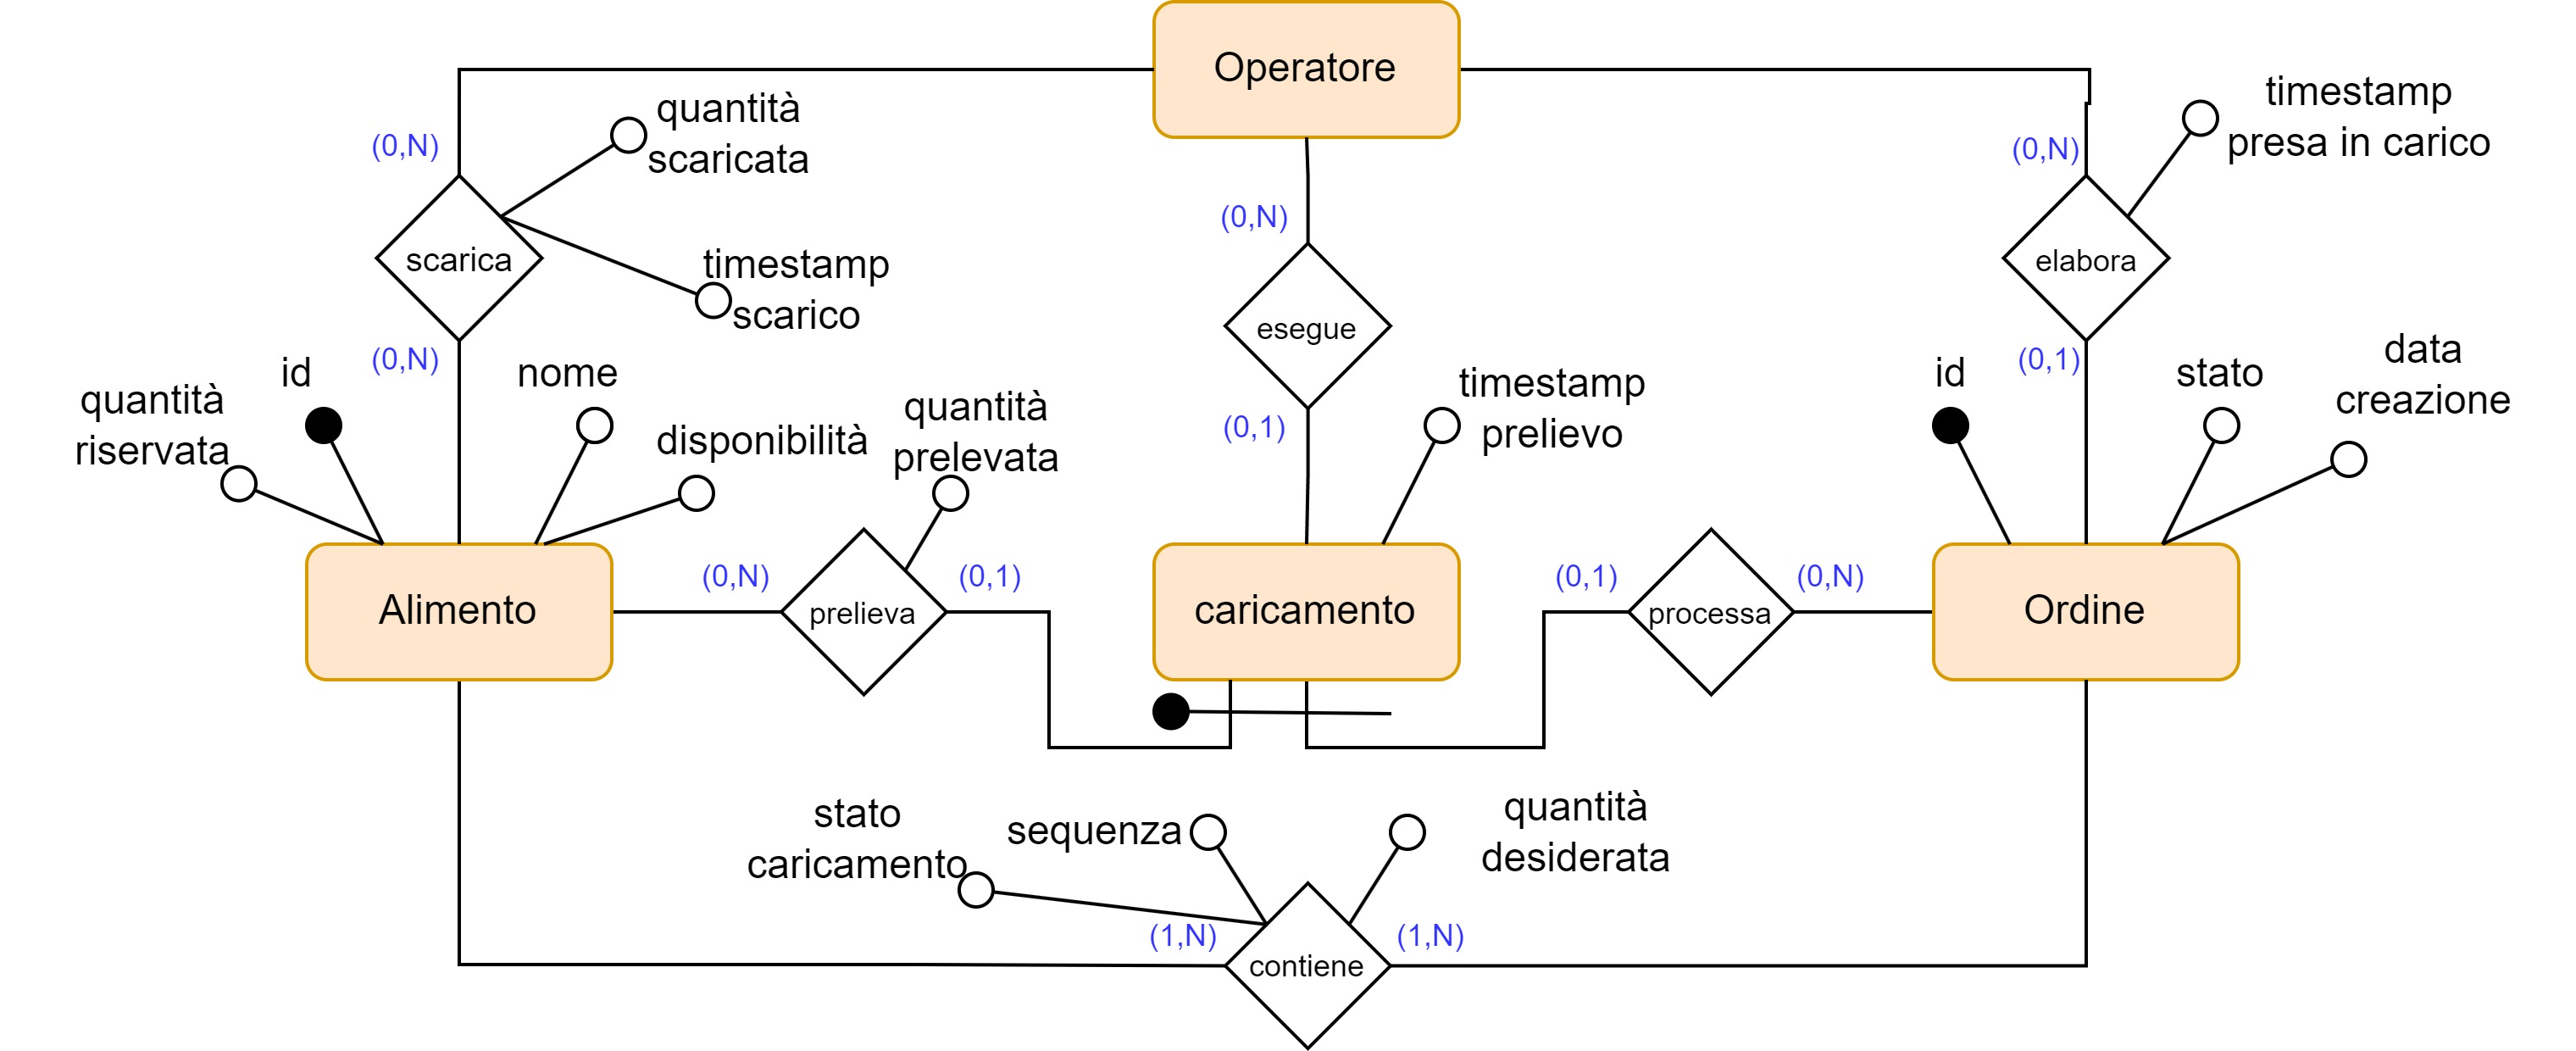 Operatore
quantità
scaricata
timestamp
presa in carico
(0,N)
(0,N)
(0,N)
scarica
timestamp
scarico
esegue
elabora
(0,N)
(0,1)
(0,1)
quantità
riservata
id
nome
disponibilità
quantità
prelevata
timestamp
prelievo
id
stato
data
creazione
Alimento
(0,N)
prelieva
(0,1)
caricamento
(0,1)
processa
(0,N)
Ordine
stato
caricamento
sequenza
quantità
desiderata
(1,N)
contiene
(1,N)